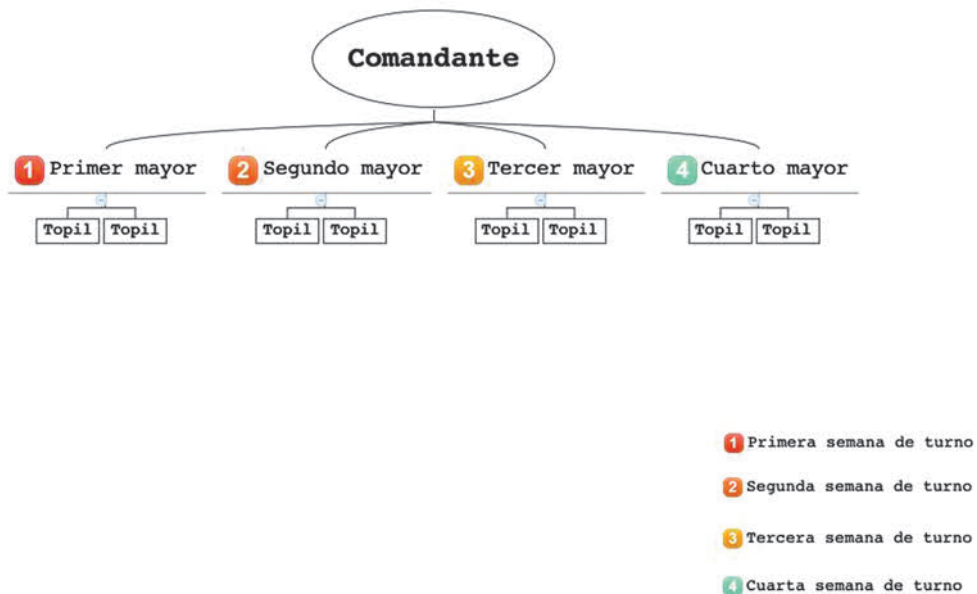 Comandante
1 Primer mayor
2 Segundo mayor
3 Tercer mayor
4 Cuarto mayor
Topil Topil
Topil Topil
Topil Topil
Topil Topil
1 Primera semana de turno
2 Segunda semana de turno
3 Tercera semana de turno
4 Cuarta semana de turno